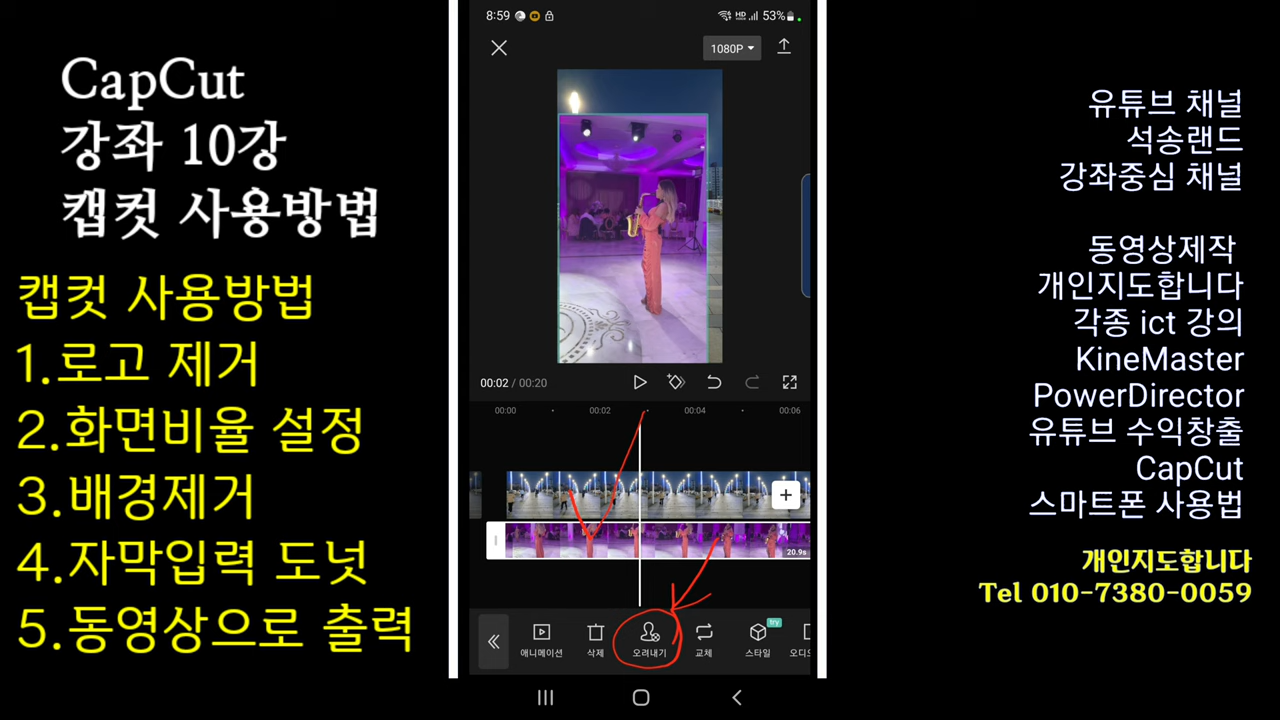 CapCut
강좌 10강
캡컷 사용방법
캡컷 사용방법
1.로고 제거
2.화면비율 설정
3.배경제거
4.자막입력 도넛
5.동영상으로 출력
8:59
HD
53%
1080P
00:02 / 00:20
00:00
00:02
00:04
00:06
20.9s
애니메이션
삭제
오려내기
교체
try
스타일
유튜브 채널
석송랜드
강좌중심 채널
동영상제작
개인지도합니다
각종 ict 강의
KineMaster
PowerDirector
유튜브 수익창출
CapCut
스마트폰 사용법
개인지도합니다
Tel 010-7380-0059